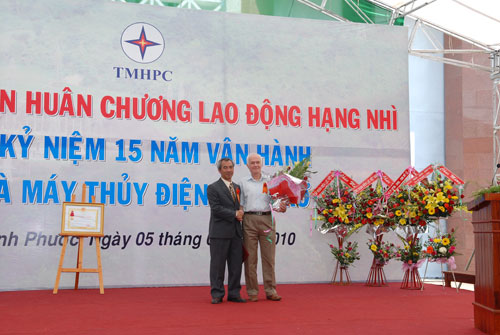 TMHPC
N HUÂN CHƯƠNG LAO ĐỘNG HẠNG NHÌ
KỶ NIỆM 15 NĂM VẬN HÀNH
À MÁY THỦY ĐIỆN
nh Phước, Ngày 05 tháng 2010